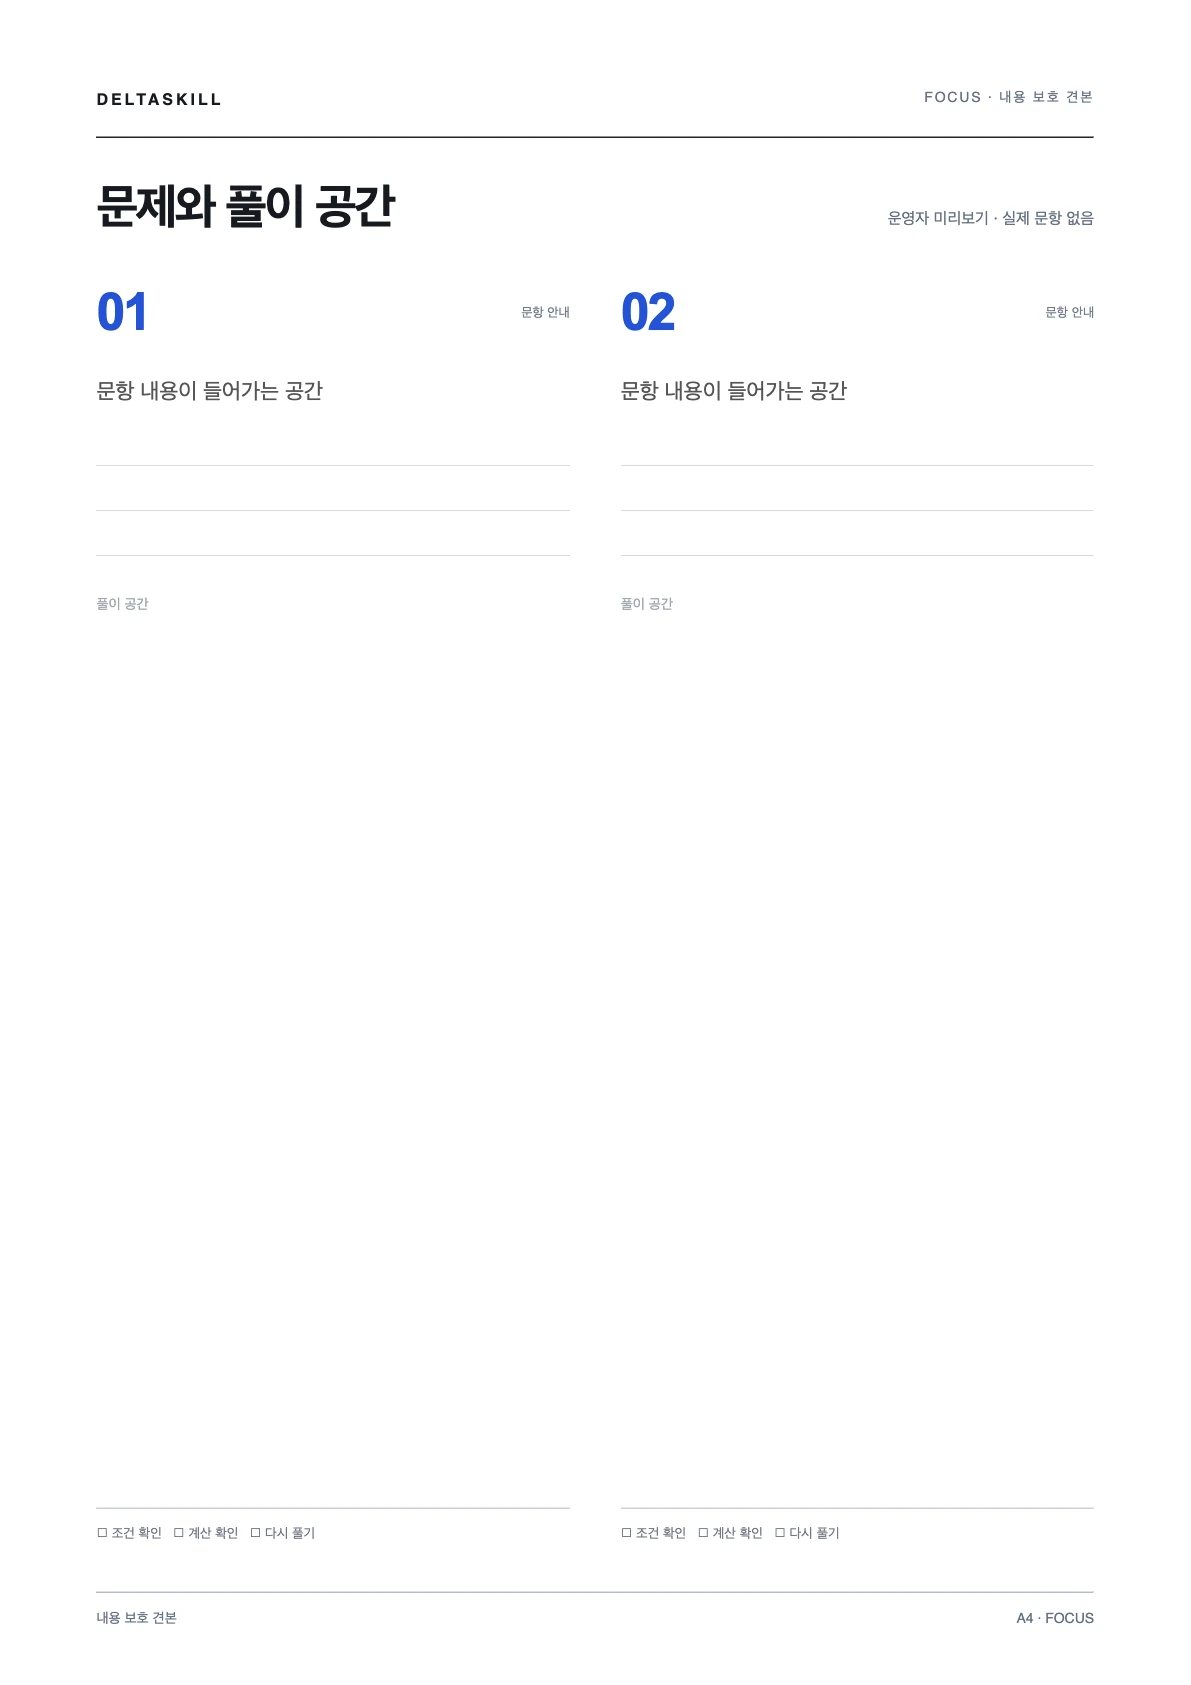 DELTASKILL
FOCUS · 내용 보호 견본
문제와 풀이 공간
운영자 미리보기 · 실제 문항 없음
01
문항 안내
문항 내용이 들어가는 공간
풀이 공간
☐ 조건 확인 ☐ 계산 확인 ☐ 다시 풀기
02
문항 안내
문항 내용이 들어가는 공간
풀이 공간
☐ 조건 확인 ☐ 계산 확인 ☐ 다시 풀기
내용 보호 견본
A4 · FOCUS